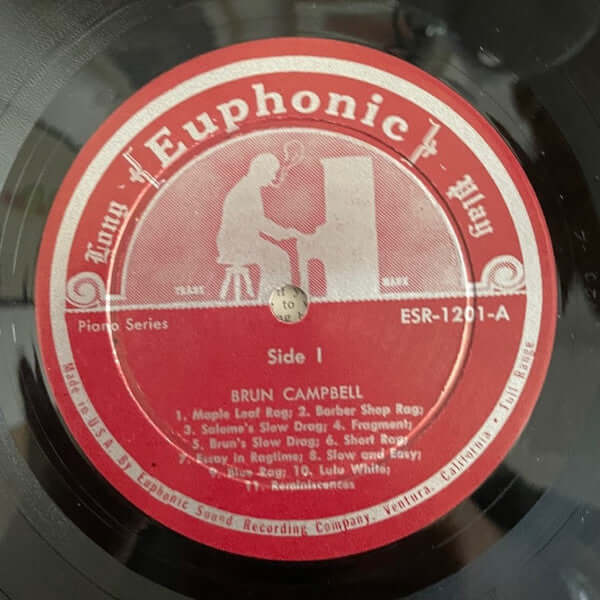 Euphonic
Long Play
TRADE MARK
Piano Series
ESR-1201-A
Side 1
BRUN CAMPBELL
1. Maple Leaf Rag; 2. Barber Shop Rag;
3. Salome's Slow Drag; 4. Fragment;
5. Brun's Slow Drag; 6. Short Rag;
7. Essay in Ragtime; 8. Slow and Easy;
9. Blue Rag; 10. Lulu White;
11. Reminiscences
Made in U.S.A. By Euphonic Sound Recording Company, Ventura, California • Full Range
to